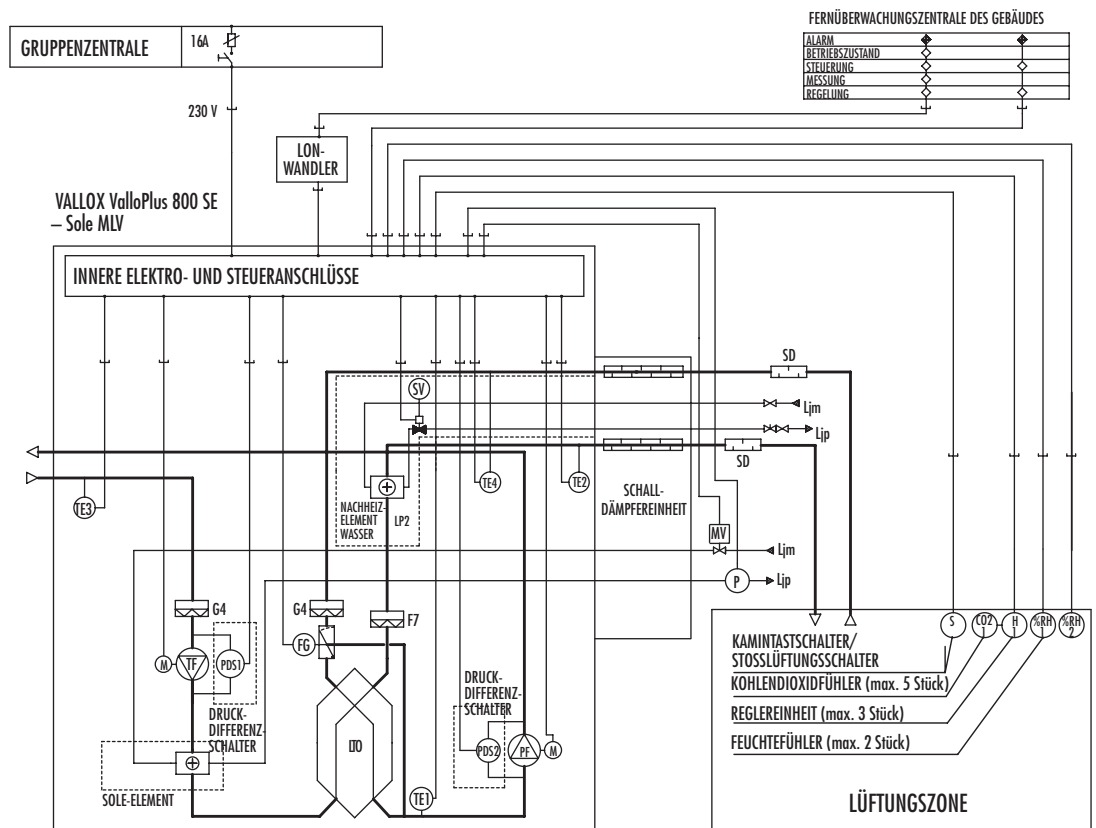 FERNÜBERWACHUNGSZENTRALE DES GEBÄUDES
GRUPPENZENTRALE
16A
ALARM
BETRIEBSZUSTAND
STEUERUNG
MESSUNG
REGELUNG
230 V
LON-
WANDLER
VALLOX ValloPlus 800 SE
– Sole MLV
INNERE ELEKTRO- UND STEUERANSCHLÜSSE
SD
SV
Ljm
Ljp
SD
TE3
TE4
TE2
NACHHEIZ-
ELEMENT
WASSER
LP2
SCHALL-
DÄMPFEREINHEIT
MV
Ljm
P
Ljp
G4
G4
F7
FG
M
TF
PDS1
DRUCK-
DIFFERENZ-
SCHALTER
DRUCK-
DIFFERENZ-
SCHALTER
LTO
PDS2
PF
M
TE1
SOLE-ELEMENT
S
CO2
1
H
1
%RH
1
%RH
2
KAMINTASTSCHALTER/
STOSSLÜFTUNGSSCHALTER
KOHLENDIOXIDFÜHLER (max. 5 Stück)
REGLEREINHEIT (max. 3 Stück)
FEUCHTEFÜHLER (max. 2 Stück)
LÜFTUNGSZONE